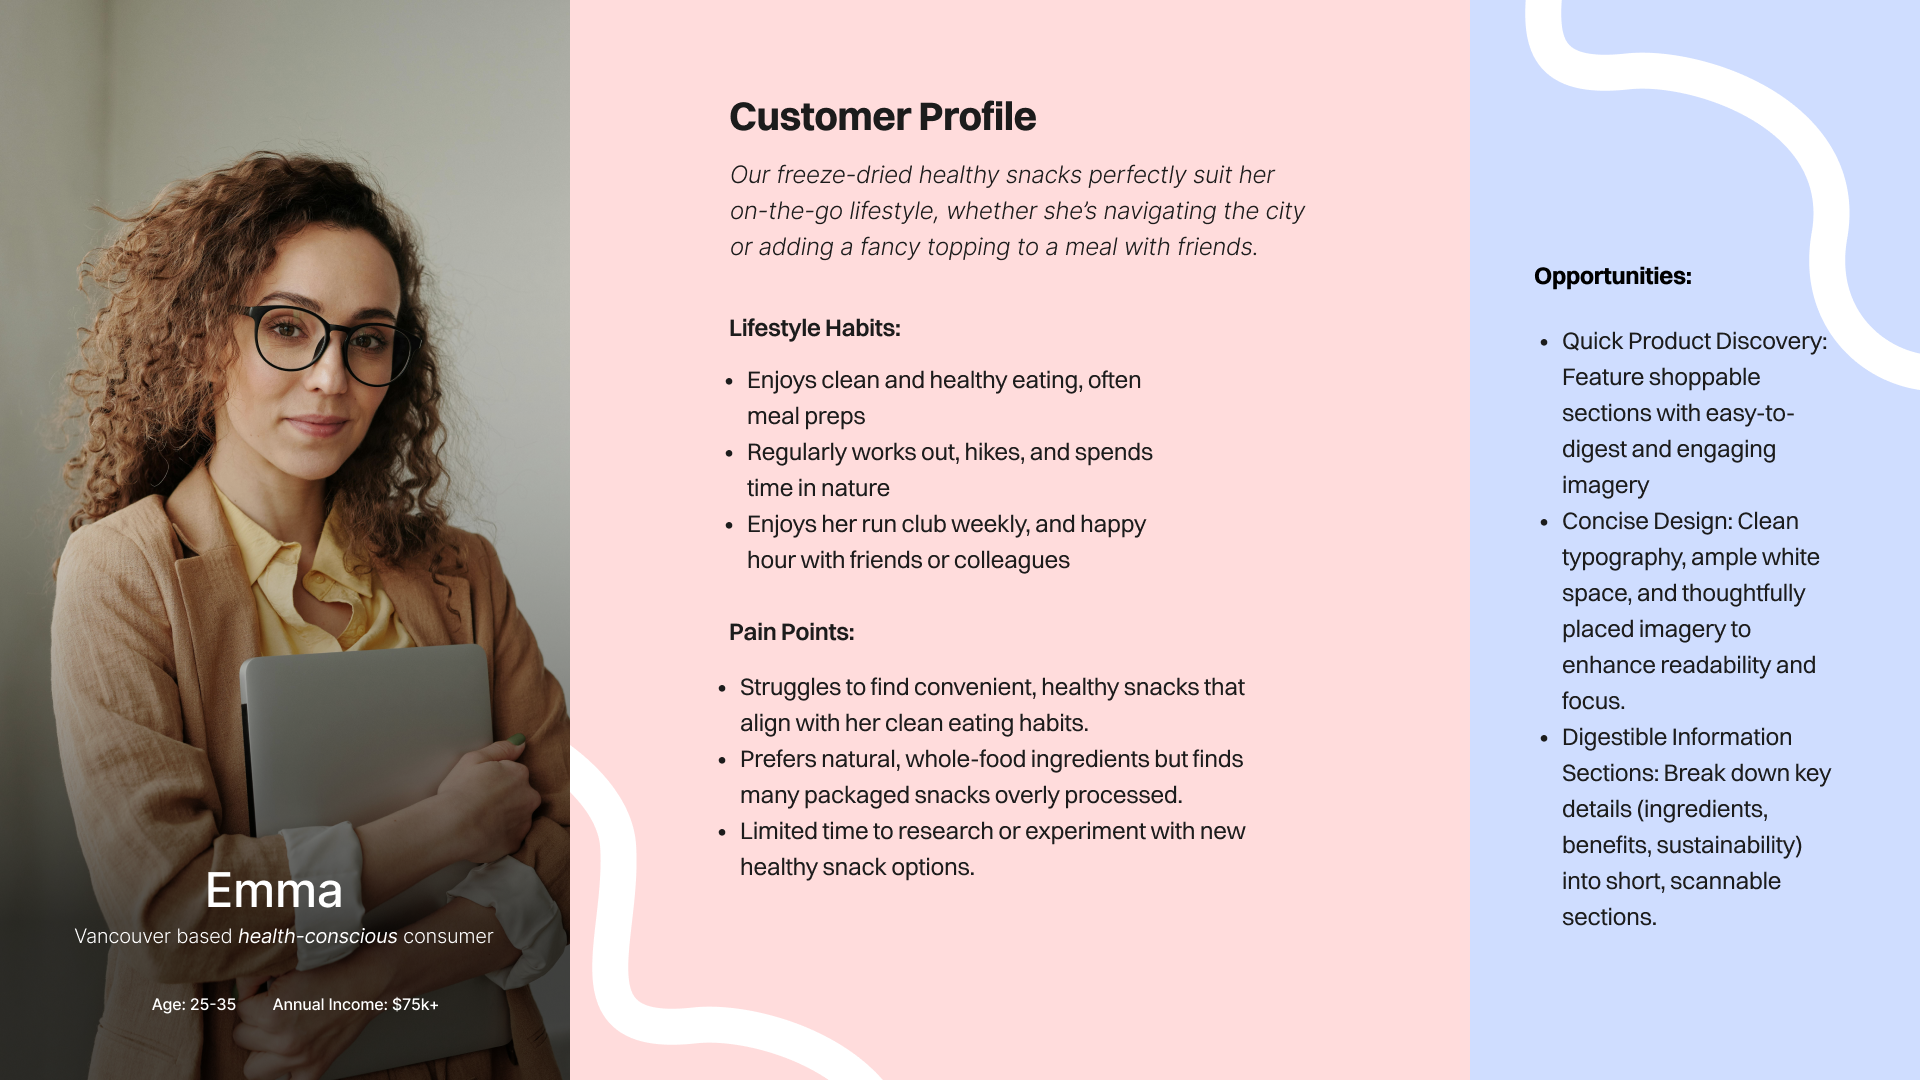 Emma
Vancouver based health-conscious consumer
Age: 25-35
Annual Income: $75k+
Customer Profile
Our freeze-dried healthy snacks perfectly suit her
on-the-go lifestyle, whether she’s navigating the city
or adding a fancy topping to a meal with friends.
Lifestyle Habits:
• Enjoys clean and healthy eating, often
meal preps
• Regularly works out, hikes, and spends
time in nature
• Enjoys her run club weekly, and happy
hour with friends or colleagues
Pain Points:
• Struggles to find convenient, healthy snacks that
align with her clean eating habits.
• Prefers natural, whole-food ingredients but finds
many packaged snacks overly processed.
• Limited time to research or experiment with new
healthy snack options.
Opportunities:
• Quick Product Discovery:
Feature shoppable
sections with easy-to-
digest and engaging
imagery
• Concise Design: Clean
typography, ample white
space, and thoughtfully
placed imagery to
enhance readability and
focus.
• Digestible Information
Sections: Break down key
details (ingredients,
benefits, sustainability)
into short, scannable
sections.